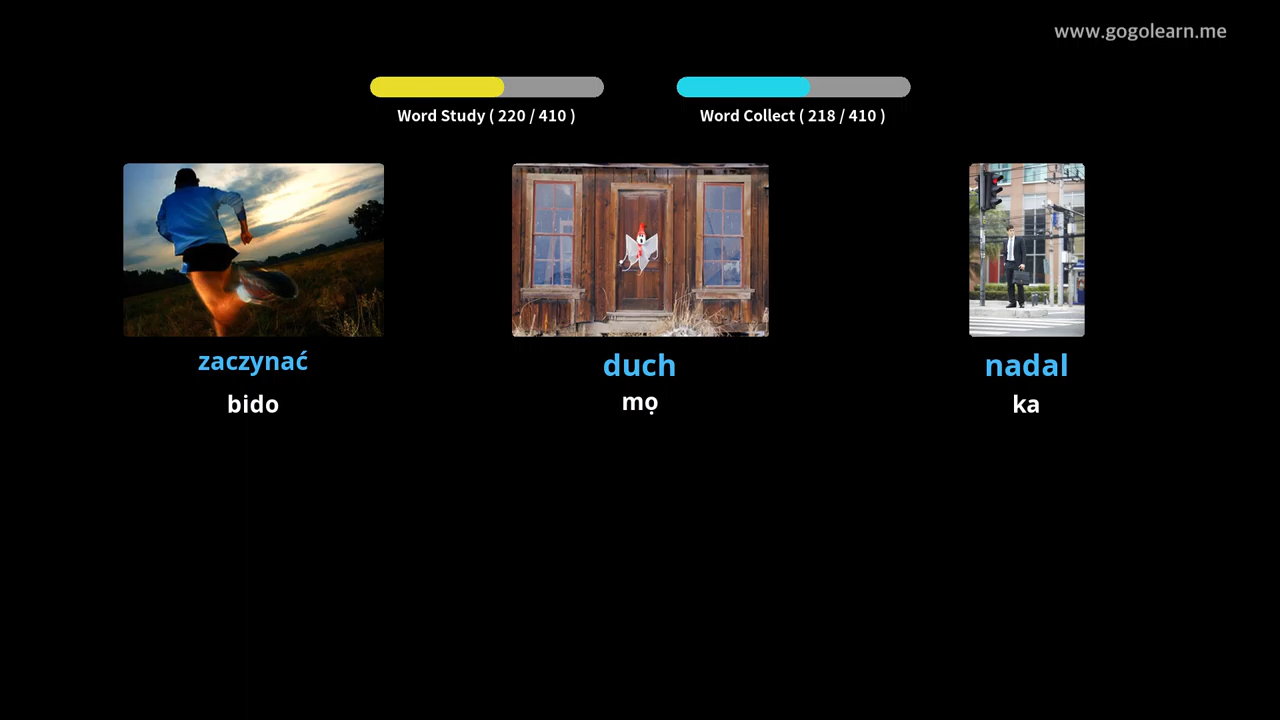 www.gogolearn.me
Word Study ( 220 / 410 )
Word Collect ( 218 / 410 )
zaczynać
duch
nadal
bido
mọ
ka